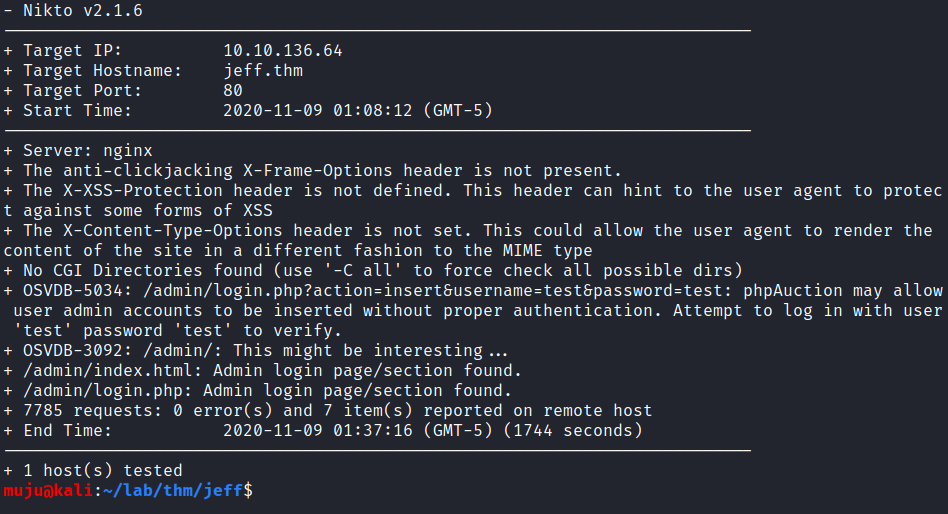 - Nikto v2.1.6
---------------------------------------------------------------------------
+ Target IP:          10.10.136.64
+ Target Hostname:    jeff.thm
+ Target Port:        80
+ Start Time:         2020-11-09 01:08:12 (GMT-5)
---------------------------------------------------------------------------
+ Server: nginx
+ The anti-clickjacking X-Frame-Options header is not present.
+ The X-XSS-Protection header is not defined. This header can hint to the user agent to protec
t against some forms of XSS
+ The X-Content-Type-Options header is not set. This could allow the user agent to render the
content of the site in a different fashion to the MIME type
+ No CGI Directories found (use '-C all' to force check all possible dirs)
+ OSVDB-5034: /admin/login.php?action=insert&username=test&password=test: phpAuction may allow
 user admin accounts to be inserted without proper authentication. Attempt to log in with user
 'test' password 'test' to verify.
+ OSVDB-3092: /admin/: This might be interesting...
+ /admin/index.html: Admin login page/section found.
+ /admin/login.php: Admin login page/section found.
+ 7785 requests: 0 error(s) and 7 item(s) reported on remote host
+ End Time:           2020-11-09 01:37:16 (GMT-5) (1744 seconds)
---------------------------------------------------------------------------
+ 1 host(s) tested
muju@kali:~/lab/thm/jeff$